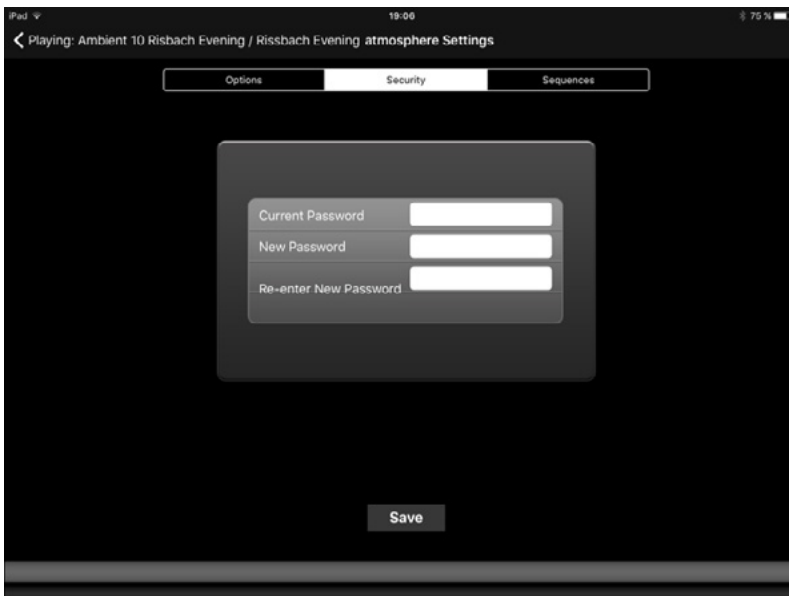 iPad 19:06 75 %
Playing: Ambient 10 Risbach Evening / Rissbach Evening atmosphere Settings
Options Security Sequences
Current Password
New Password
Re-enter New Password
Save